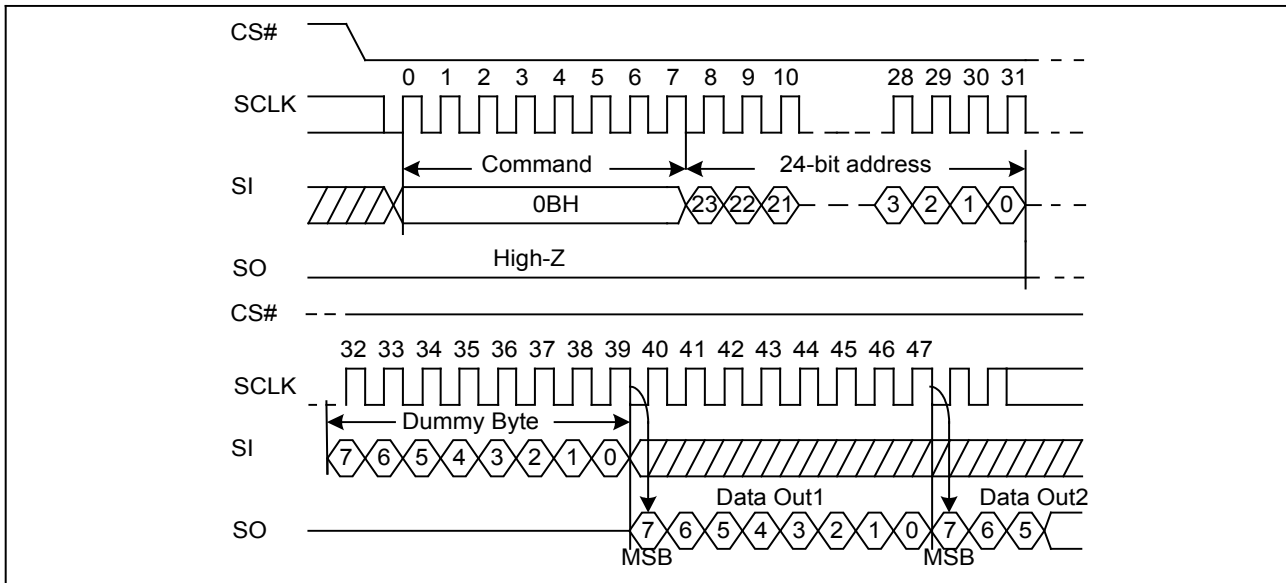 CS#
0 1 2 3 4 5 6 7 8 9 10 28 29 30 31
SCLK
Command 24-bit address
SI
0BH 23 22 21 3 2 1 0
High-Z
SO
CS#
32 33 34 35 36 37 38 39 40 41 42 43 44 45 46 47
SCLK
Dummy Byte
SI
7 6 5 4 3 2 1 0
Data Out1 Data Out2
SO
7 6 5 4 3 2 1 0 7 6 5
MSB MSB